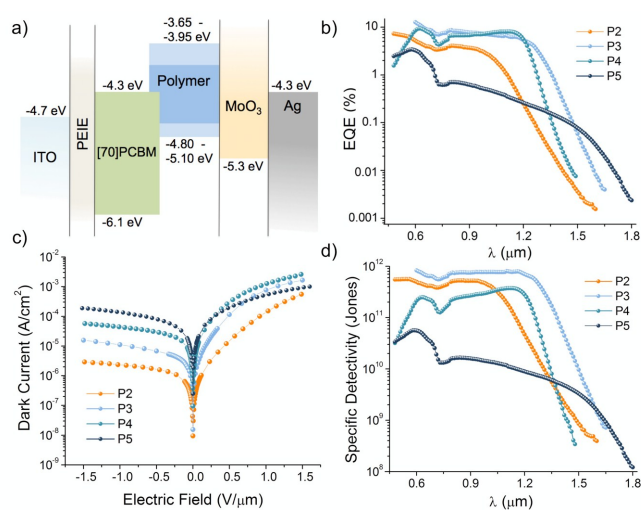 a)
-3.65 -
-3.95 eV
-4.3 eV
Polymer
-4.3 eV
-4.7 eV
PEIE
MoO₃
Ag
ITO
[70]PCBM
-4.80 -
-5.10 eV
-5.3 eV
-6.1 eV
b)
EQE (%)
10
1
0.1
0.01
0.001
0.6
0.9
1.2
1.5
1.8
λ (μm)
P2
P3
P4
P5
c)
Dark Current (A/cm²)
10⁻²
10⁻³
10⁻⁴
10⁻⁵
10⁻⁶
10⁻⁷
10⁻⁸
10⁻⁹
-1.5
-1.0
-0.5
0.0
0.5
1.0
1.5
Electric Field (V/μm)
P2
P3
P4
P5
d)
Specific Detectivity (Jones)
10¹²
10¹¹
10¹⁰
10⁹
10⁸
0.6
0.9
1.2
1.5
1.8
λ (μm)
P2
P3
P4
P5